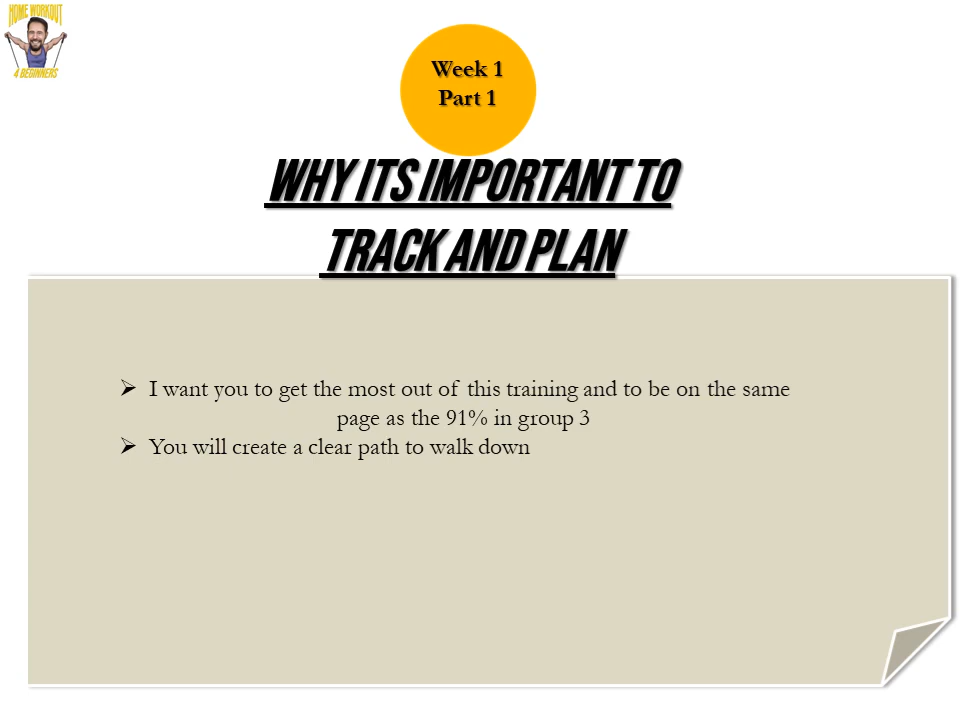 HOME WORKOUT
4 BEGINNERS
Week 1
Part 1
WHY ITS IMPORTANT TO
TRACK AND PLAN
➢ I want you to get the most out of this training and to be on the same
page as the 91% in group 3
➢ You will create a clear path to walk down